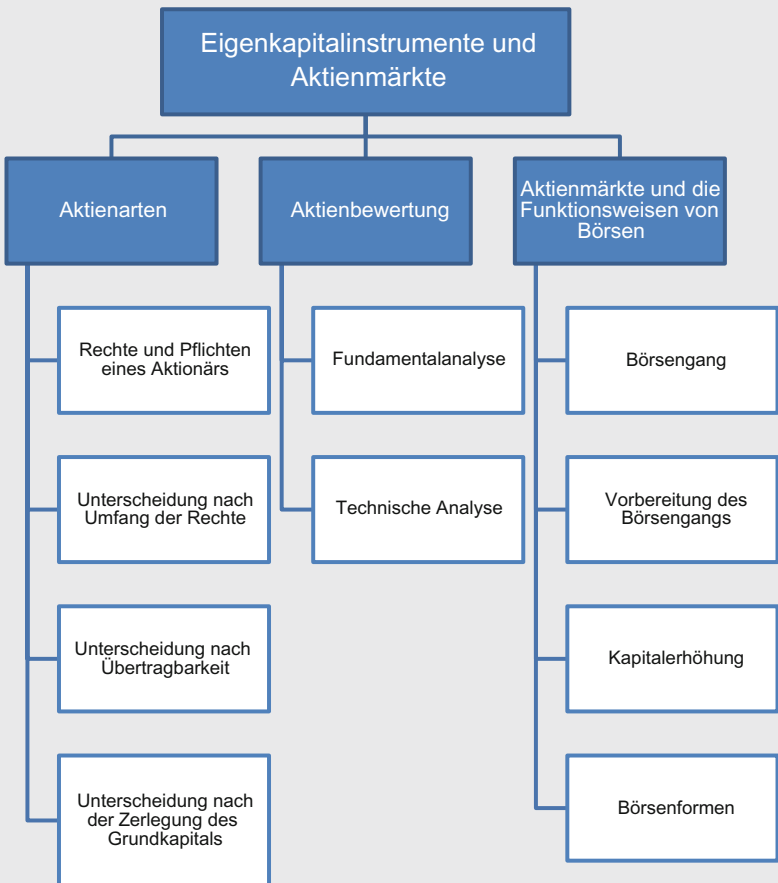 Eigenkapitalinstrumente und
Aktienmärkte
Aktienarten
Rechte und Pflichten
eines Aktionärs
Unterscheidung nach
Umfang der Rechte
Unterscheidung nach
Übertragbarkeit
Unterscheidung nach
der Zerlegung des
Grundkapitals
Aktienbewertung
Fundamentalanalyse
Technische Analyse
Aktienmärkte und die
Funktionsweisen von
Börsen
Börsengang
Vorbereitung des
Börsengangs
Kapitalerhöhung
Börsenformen